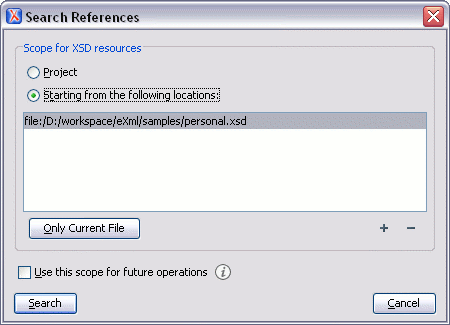 Search References
Scope for XSD resources
Project
Starting from the following locations:
file:/D:/workspace/eXml/samples/personal.xsd
Only Current File
+ −
Use this scope for future operations i
Search Cancel